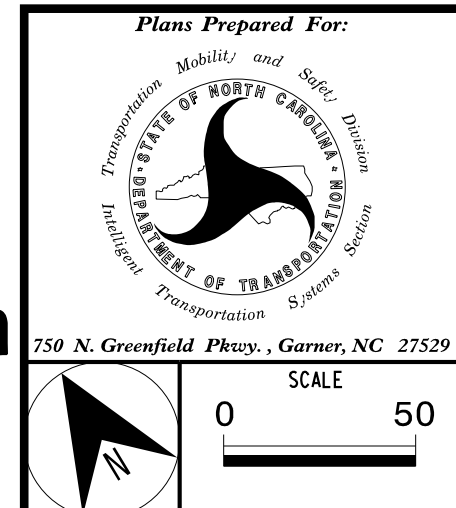 Plans Prepared For:
Transportation Mobility and Safety Division
STATE OF NORTH CAROLINA
DEPARTMENT OF TRANSPORTATION
Intelligent Transportation Systems Section
750 N. Greenfield Pkwy. , Garner, NC 27529
N
SCALE
0 50